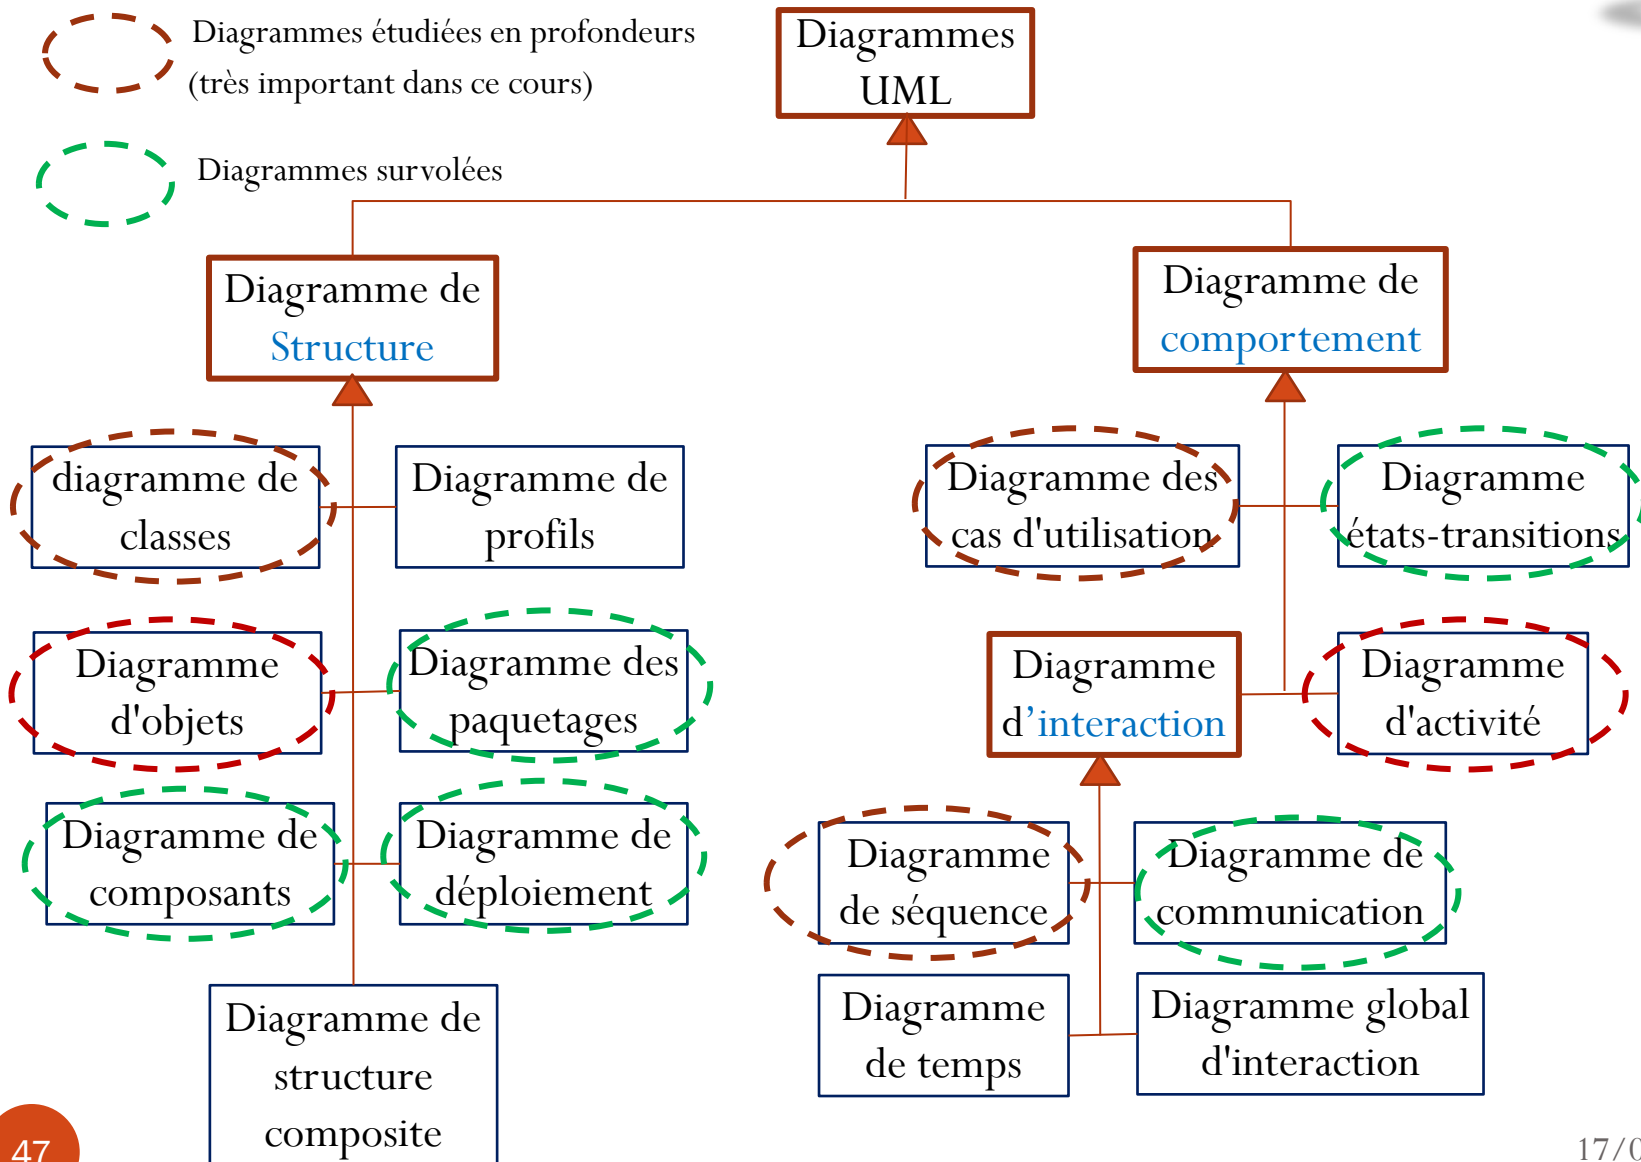 Diagrammes étudiées en profondeurs
(très important dans ce cours)
Diagrammes survolées
Diagrammes
UML
Diagramme de
Structure
Diagramme de
comportement
diagramme de
classes
Diagramme de
profils
Diagramme des
cas d'utilisation
Diagramme
états-transitions
Diagramme
d'objets
Diagramme des
paquetages
Diagramme
d’interaction
Diagramme
d'activité
Diagramme de
composants
Diagramme de
déploiement
Diagramme
de séquence
Diagramme de
communication
Diagramme de
structure
composite
Diagramme
de temps
Diagramme global
d'interaction
47
17/0